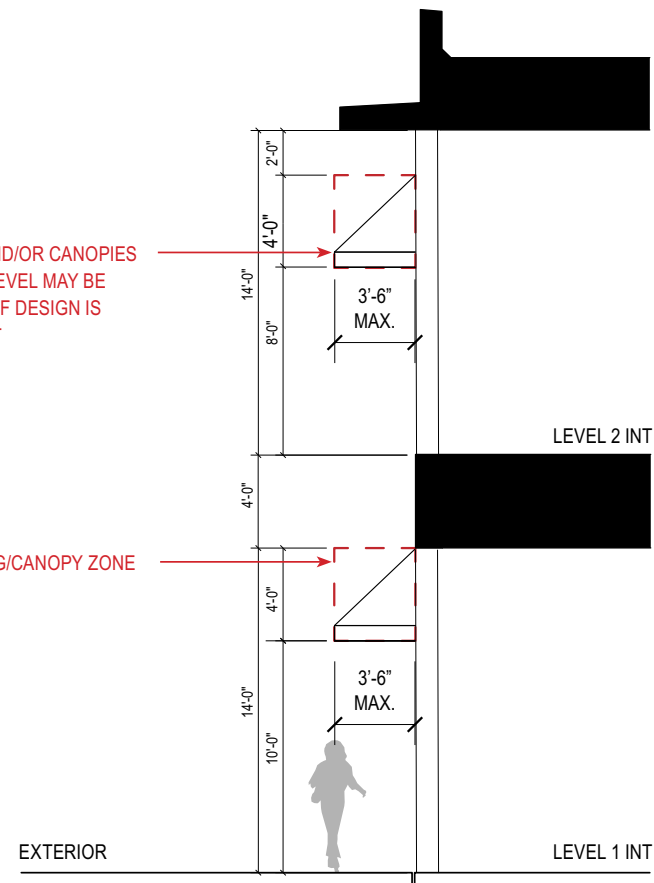 2'-0"
4'-0"
ND/OR CANOPIES
EVEL MAY BE
F DESIGN IS
14'-0"
3'-6"
MAX.
8'-0"
LEVEL 2 INT
4'-0"
G/CANOPY ZONE
4'-0"
3'-6"
MAX.
14'-0"
10'-0"
EXTERIOR
LEVEL 1 INT